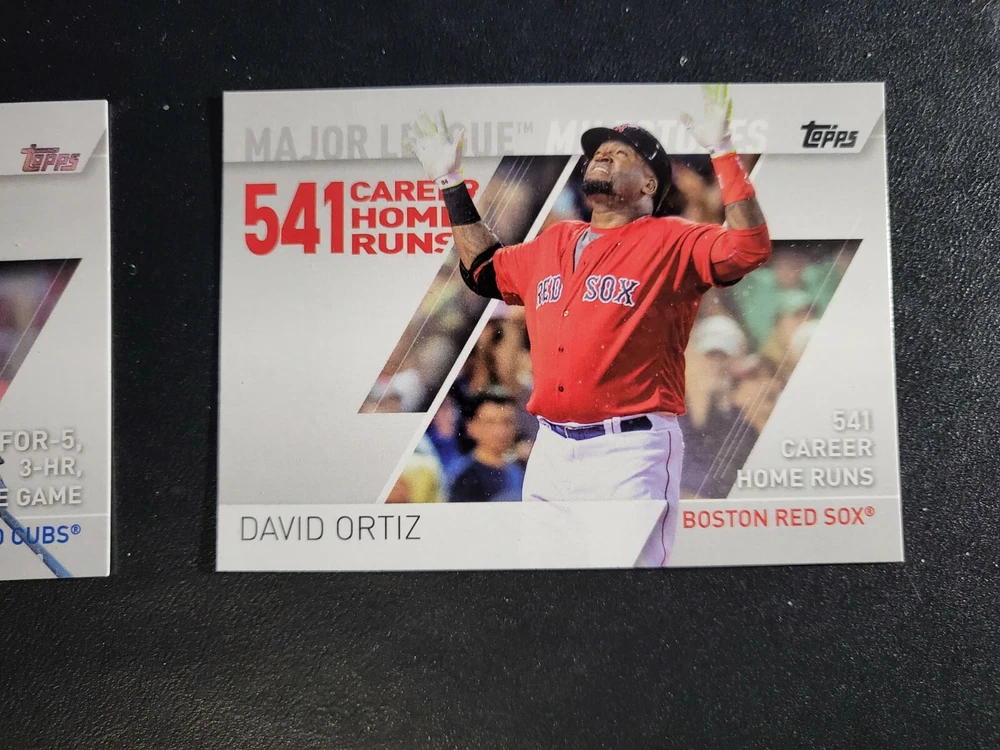 Topps
FOR-5,
3-HR,
GAME
CUBS®
MAJOR LEAGUE™ MILESTONES
Topps
541 CAREER
HOME
RUNS
RED SOX
541
CAREER
HOME RUNS
DAVID ORTIZ
BOSTON RED SOX®